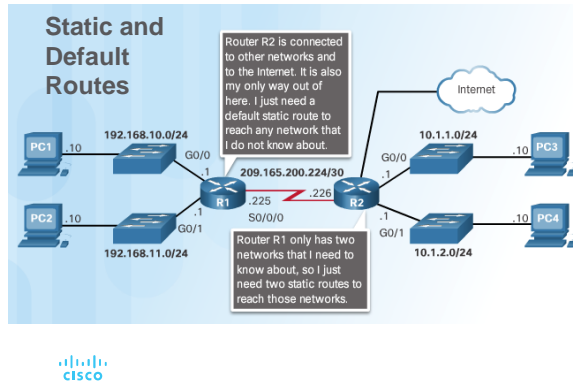 Static and
Default
Routes
Router R2 is connected
to other networks and
to the Internet. It is also
my only way out of
here. I just need a
default static route to
reach any network that
I do not know about.
Internet
PC1
.10
192.168.10.0/24
G0/0
.1
209.165.200.224/30
10.1.1.0/24
G0/0
.1
.10
PC3
R1
.225
S0/0/0
.226
R2
PC2
.10
.1
G0/1
192.168.11.0/24
.1
G0/1
10.1.2.0/24
.10
PC4
Router R1 only has two
networks that I need to
know about, so I just
need two static routes to
reach those networks.
CISCO